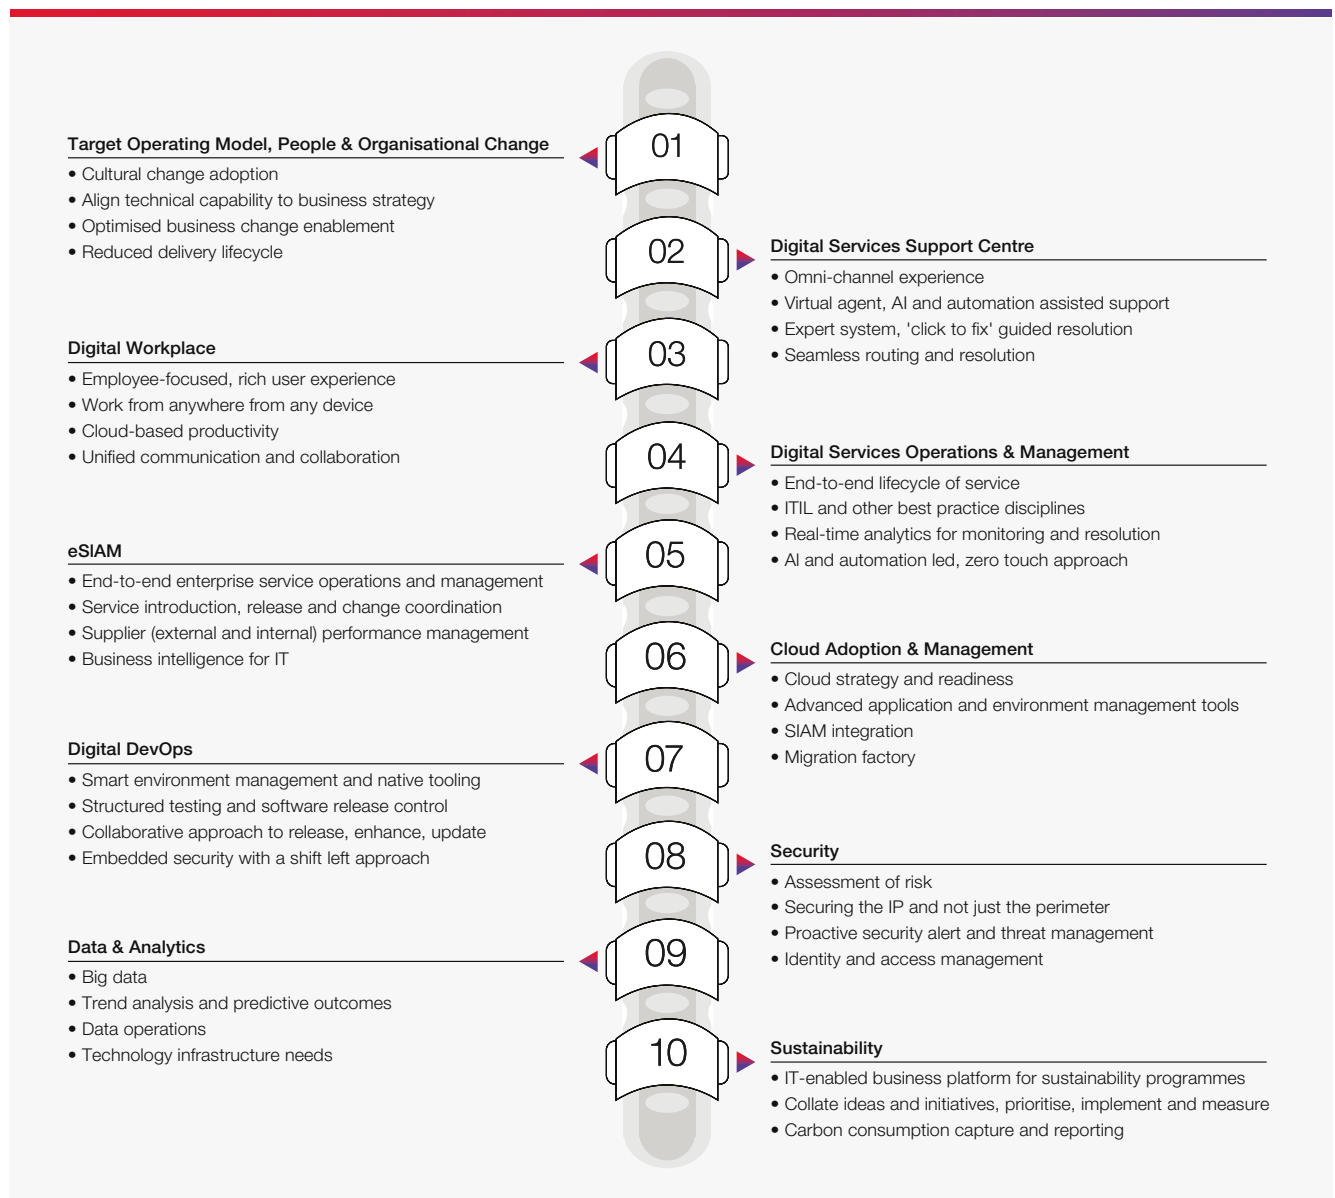 01
Target Operating Model, People & Organisational Change
• Cultural change adoption
• Align technical capability to business strategy
• Optimised business change enablement
• Reduced delivery lifecycle
02
Digital Services Support Centre
• Omni-channel experience
• Virtual agent, AI and automation assisted support
• Expert system, 'click to fix' guided resolution
• Seamless routing and resolution
03
Digital Workplace
• Employee-focused, rich user experience
• Work from anywhere from any device
• Cloud-based productivity
• Unified communication and collaboration
04
Digital Services Operations & Management
• End-to-end lifecycle of service
• ITIL and other best practice disciplines
• Real-time analytics for monitoring and resolution
• AI and automation led, zero touch approach
05
eSIAM
• End-to-end enterprise service operations and management
• Service introduction, release and change coordination
• Supplier (external and internal) performance management
• Business intelligence for IT
06
Cloud Adoption & Management
• Cloud strategy and readiness
• Advanced application and environment management tools
• SIAM integration
• Migration factory
07
Digital DevOps
• Smart environment management and native tooling
• Structured testing and software release control
• Collaborative approach to release, enhance, update
• Embedded security with a shift left approach
08
Security
• Assessment of risk
• Securing the IP and not just the perimeter
• Proactive security alert and threat management
• Identity and access management
09
Data & Analytics
• Big data
• Trend analysis and predictive outcomes
• Data operations
• Technology infrastructure needs
10
Sustainability
• IT-enabled business platform for sustainability programmes
• Collate ideas and initiatives, prioritise, implement and measure
• Carbon consumption capture and reporting